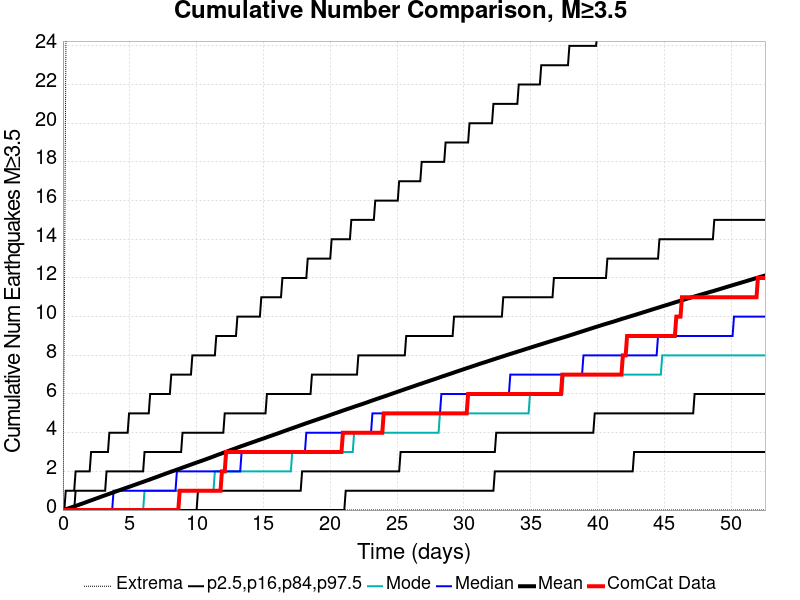 Cumulative Number Comparison, M≥3.5
Cumulative Num Earthquakes M≥3.5
24
22
20
18
16
14
12
10
8
6
4
2
0
0 5 10 15 20 25 30 35 40 45 50
Time (days)
Extrema p2.5,p16,p84,p97.5 Mode Median Mean ComCat Data